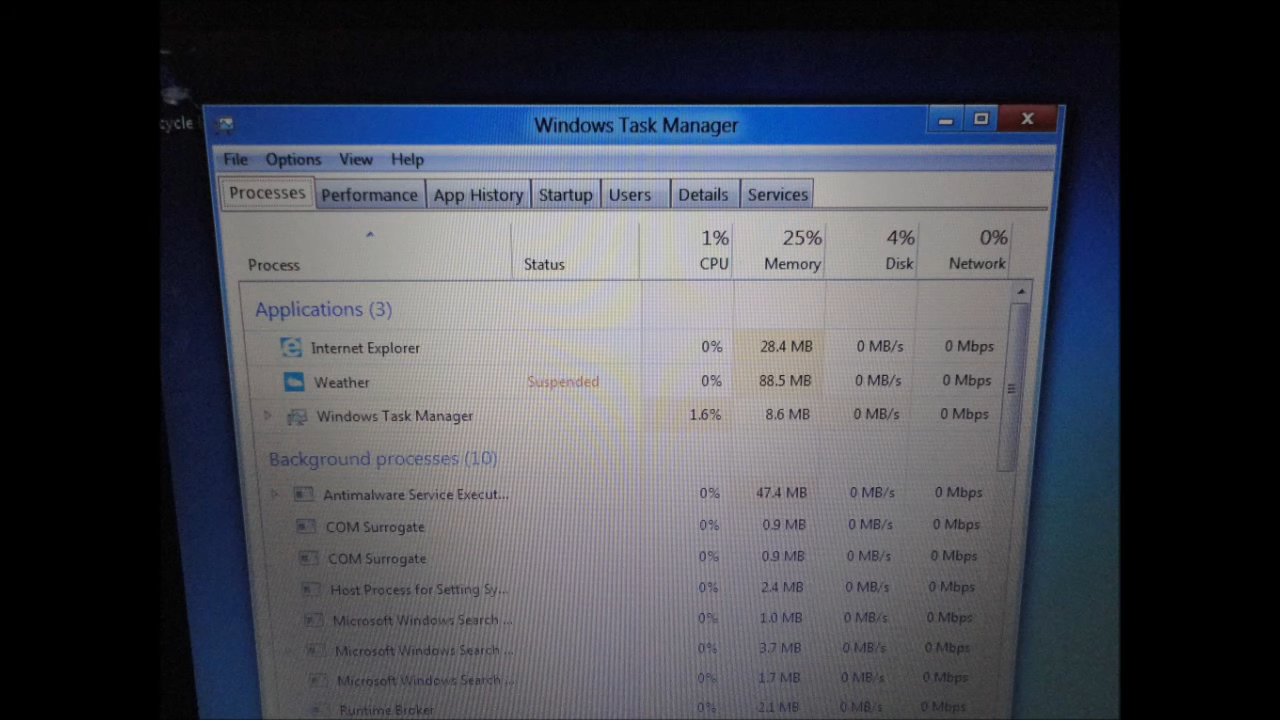 cycle
Windows Task Manager
File Options View Help
Processes Performance App History Startup Users Details Services
1% 25% 4% 0%
Process Status CPU Memory Disk Network
Applications (3)
Internet Explorer 0% 28.4 MB 0 MB/s 0 Mbps
Weather Suspended 0% 88.5 MB 0 MB/s 0 Mbps
Windows Task Manager 1.6% 8.6 MB 0 MB/s 0 Mbps
Background processes (10)
Antimalware Service Execut... 0% 47.4 MB 0 MB/s 0 Mbps
COM Surrogate 0% 0.9 MB 0 MB/s 0 Mbps
COM Surrogate 0% 0.9 MB 0 MB/s 0 Mbps
Host Process for Setting Sy... 0% 2.4 MB 0 MB/s 0 Mbps
Microsoft Windows Search ... 0% 1.0 MB 0 MB/s 0 Mbps
Microsoft Windows Search ... 0% 3.7 MB 0 MB/s 0 Mbps
Microsoft Windows Search ... 0% 1.7 MB 0 MB/s 0 Mbps
Runtime Broker 0% 2.1 MB 0 MB/s 0 Mbps